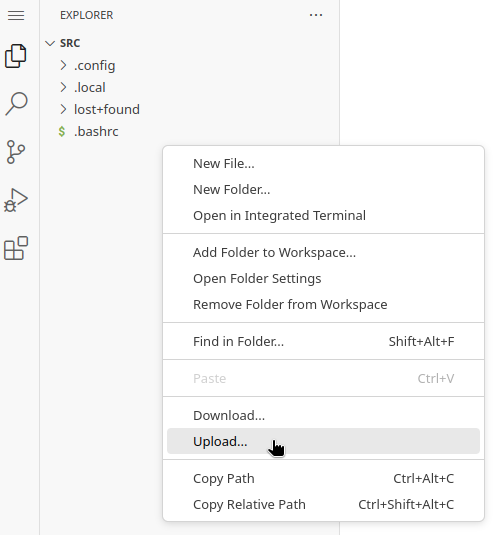 EXPLORER ...
SRC
.config
.local
lost+found
$ .bashrc
New File...
New Folder...
Open in Integrated Terminal
Add Folder to Workspace...
Open Folder Settings
Remove Folder from Workspace
Find in Folder... Shift+Alt+F
Paste Ctrl+V
Download...
Upload...
Copy Path Ctrl+Alt+C
Copy Relative Path Ctrl+Shift+Alt+C